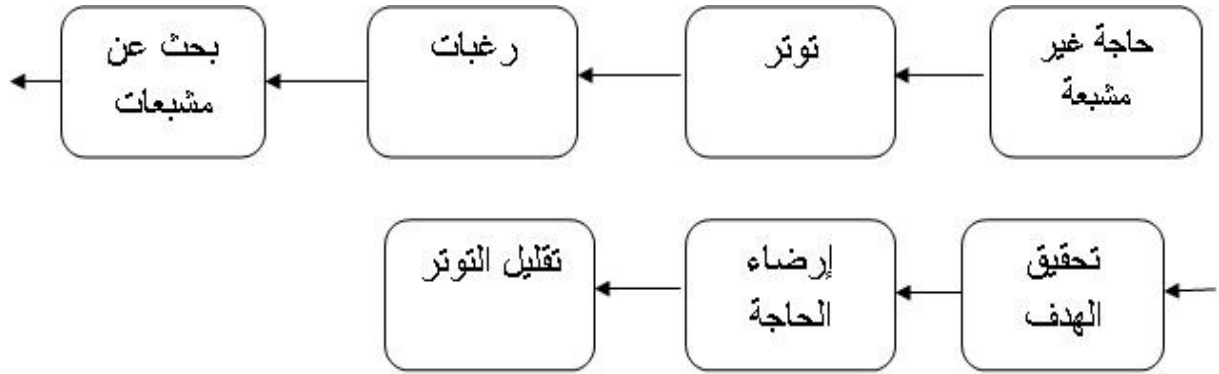 حاجة غير
مشبعة
توتر
رغبات
بحث عن
مشبعات
تحقيق
الهدف
إرضاء
الحاجة
تقليل التوتر